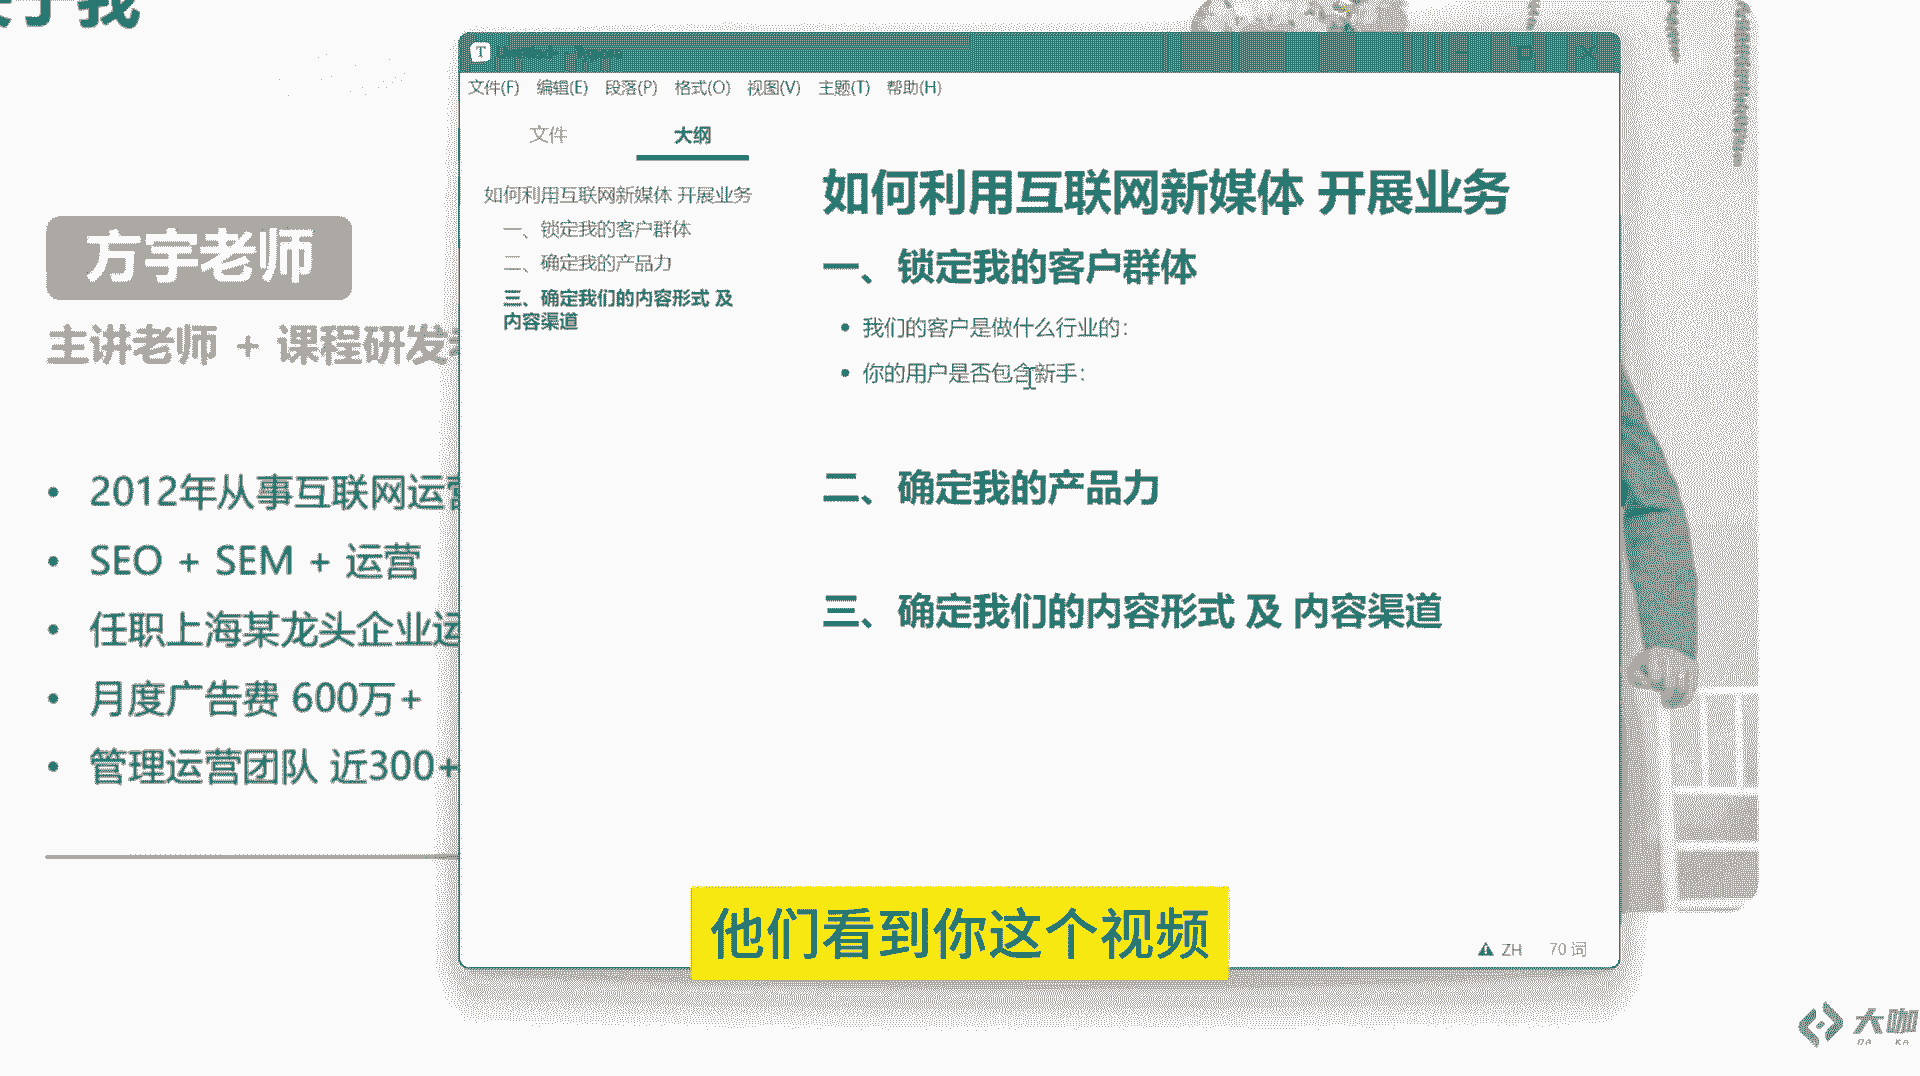 于我
方宇老师
主讲老师 + 课程研发
2012年从事互联网运营
SEO + SEM + 运营
任职上海某龙头企业运
月度广告费 600万+
管理运营团队 近300+
T
文件(F) 编辑(E) 段落(P) 格式(O) 视图(V) 主题(T) 帮助(H)
文件 大纲
如何利用互联网新媒体 开展业务
一、锁定我的客户群体
二、确定我的产品力
三、确定我们的内容形式 及
内容渠道
如何利用互联网新媒体 开展业务
一、锁定我的客户群体
我们的客户是做什么行业的:
你的用户是否包含新手:
二、确定我的产品力
三、确定我们的内容形式 及 内容渠道
ZH 70 词
他们看到你这个视频
大咖
DA KA